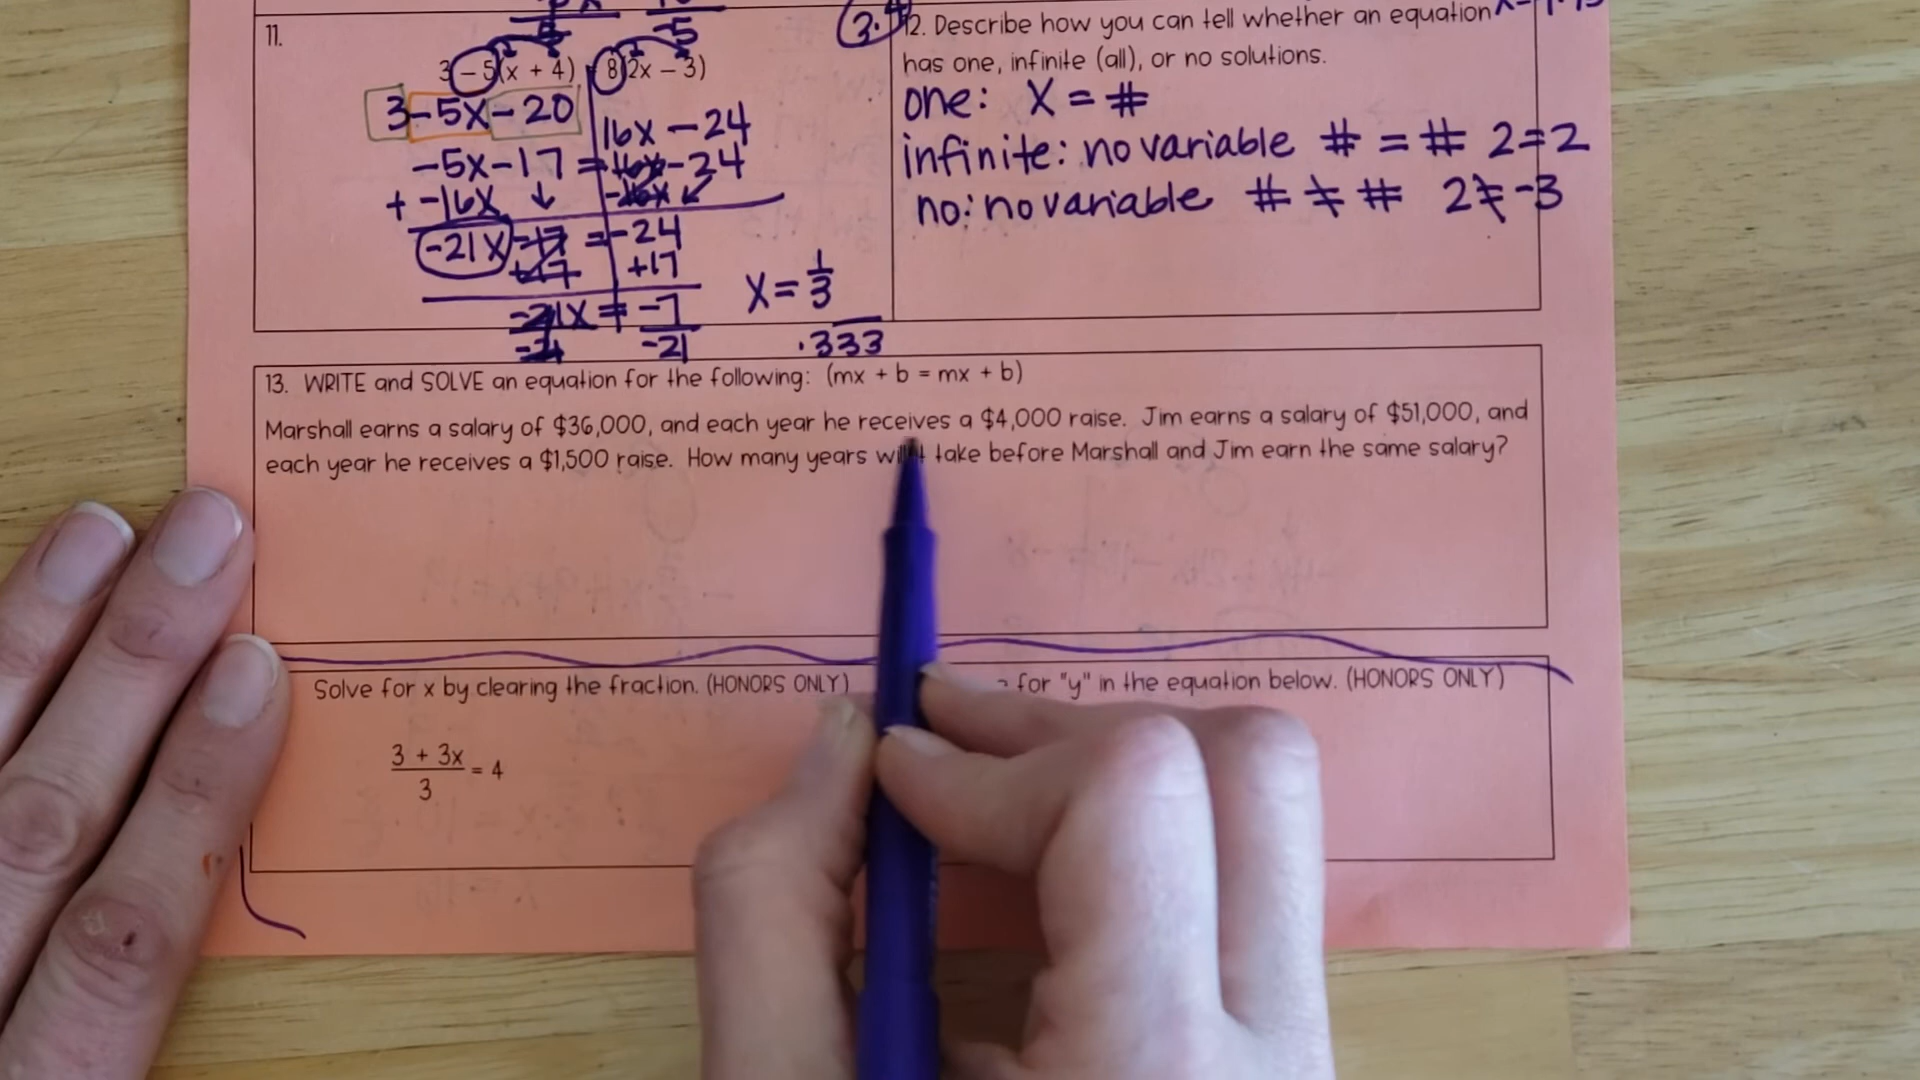 11.
3 - 5(x + 4) 8(2x - 3)
3 - 5x - 20
16x - 24
-5x - 17 = 16x - 24
+ -16x ↓ -16x ↙
-21x - 17 = -24
+17 +17
-21x = -7
-21 -21
x = 1/3
.333
12. Describe how you can tell whether an equation
has one, infinite (all), or no solutions.
one: X = #
infinite: no variable # = # 2=2
no: no variable # ≠ # 2≠-3
13. WRITE and SOLVE an equation for the following: (mx + b = mx + b)
Marshall earns a salary of $36,000, and each year he receives a $4,000 raise. Jim earns a salary of $51,000, and
each year he receives a $1,500 raise. How many years will take before Marshall and Jim earn the same salary?
Solve for x by clearing the fraction. (HONORS ONLY)
3 + 3x
3
= 4
for "y" in the equation below. (HONORS ONLY)